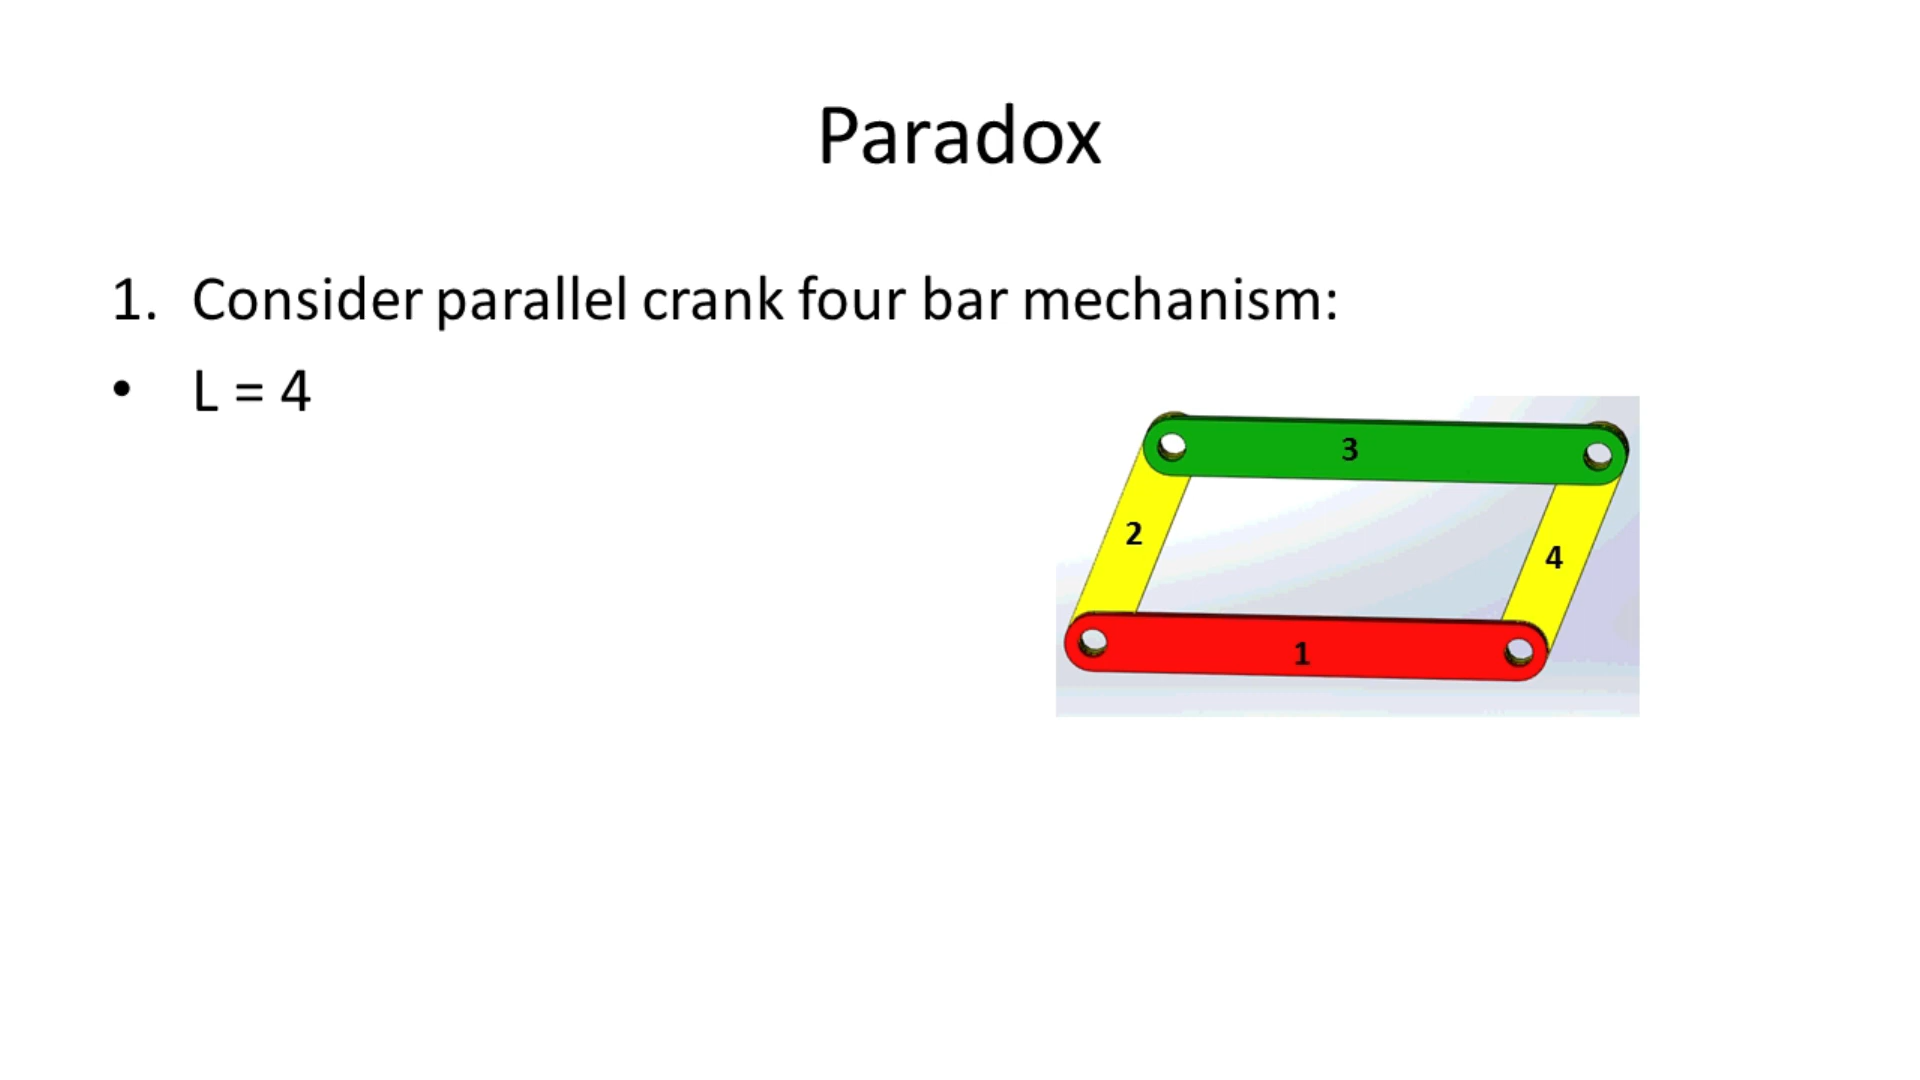 Paradox
1. Consider parallel crank four bar mechanism:
• L = 4
3
2
4
1